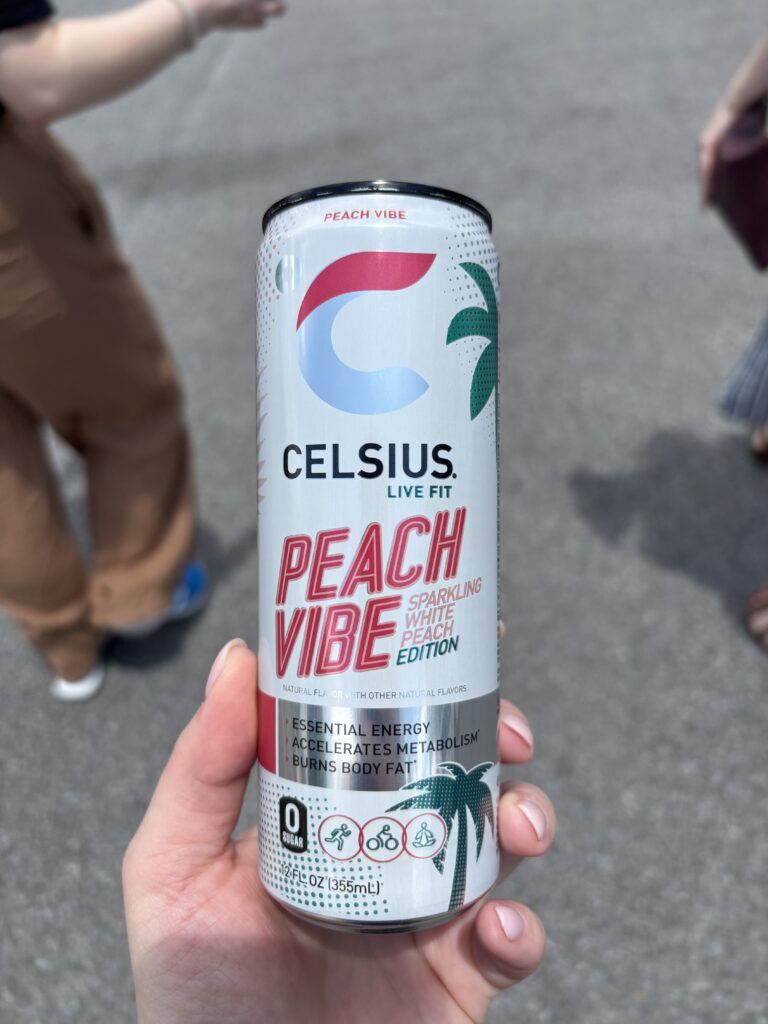 PEACH VIBE
CELSIUS.
LIVE FIT
PEACH
VIBE
SPARKLING
WHITE
PEACH
EDITION
NATURAL FLAVOR WITH OTHER NATURAL FLAVORS
ESSENTIAL ENERGY
ACCELERATES METABOLISM*
BURNS BODY FAT*
0
SUGAR
12 FL OZ (355mL)